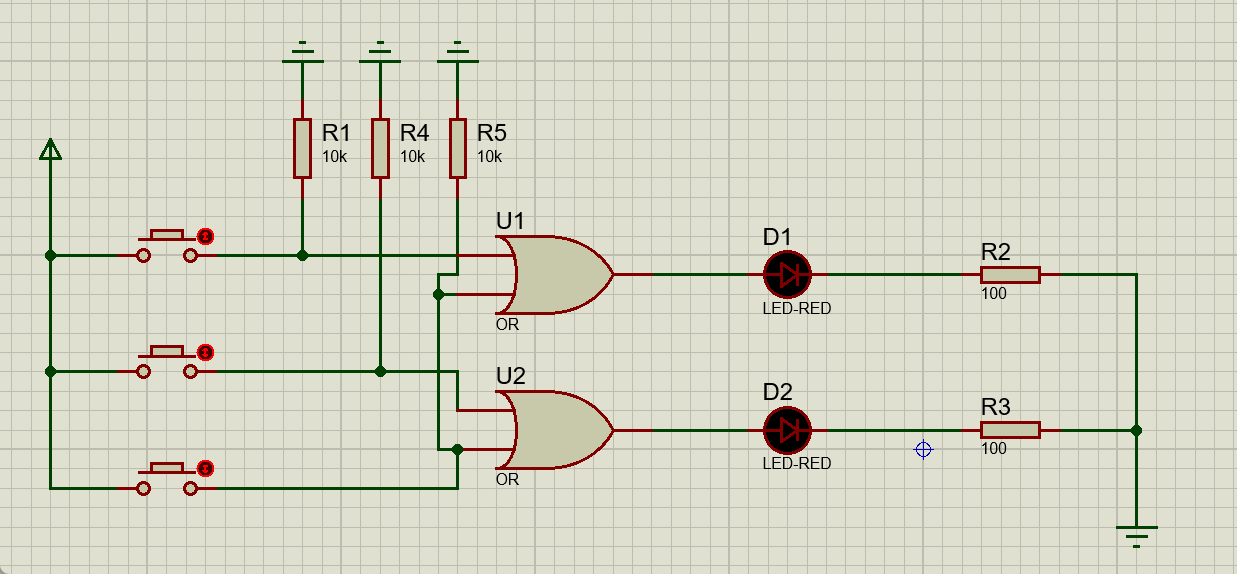 R1
10k
R4
10k
R5
10k
U1
OR
D1
LED-RED
R2
100
U2
OR
D2
LED-RED
R3
100